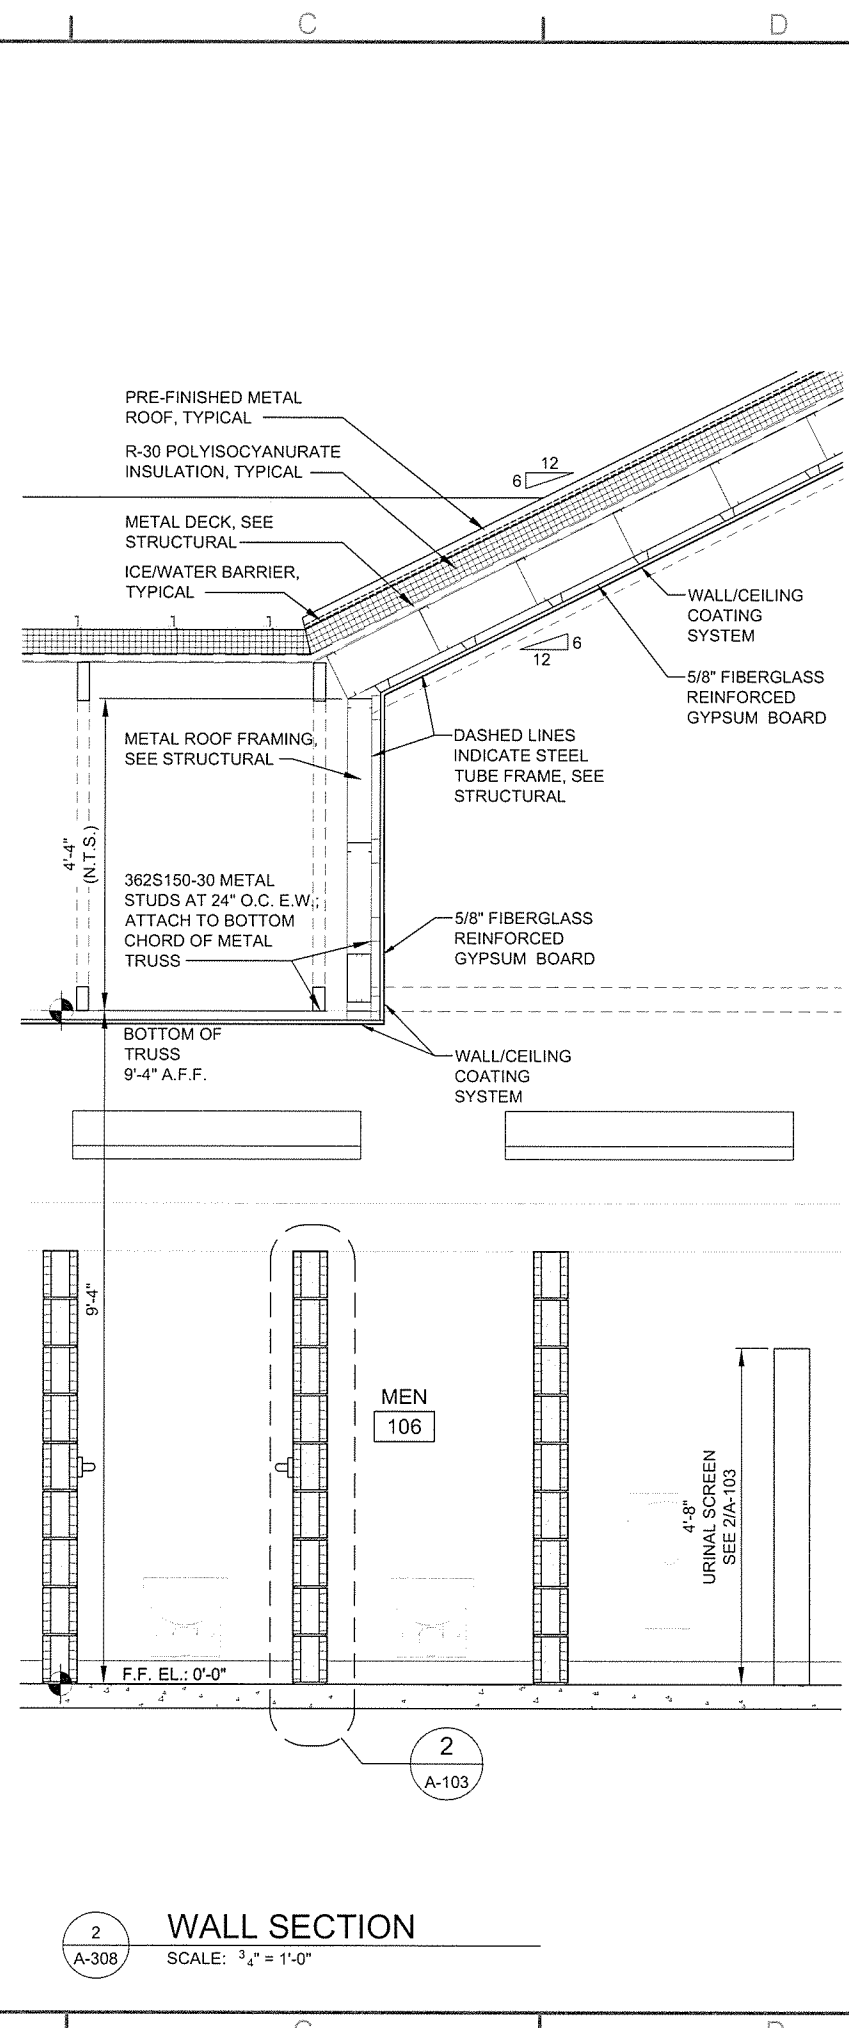 C
D
PRE-FINISHED METAL
ROOF, TYPICAL
R-30 POLYISOCYANURATE
INSULATION, TYPICAL
METAL DECK, SEE
STRUCTURAL
ICE/WATER BARRIER,
TYPICAL
12
6
WALL/CEILING
COATING
SYSTEM
6
12
5/8" FIBERGLASS
REINFORCED
GYPSUM BOARD
METAL ROOF FRAMING,
SEE STRUCTURAL
DASHED LINES
INDICATE STEEL
TUBE FRAME, SEE
STRUCTURAL
4'-4"
(N.T.S.)
362S150-30 METAL
STUDS AT 24" O.C. E.W.;
ATTACH TO BOTTOM
CHORD OF METAL
TRUSS
5/8" FIBERGLASS
REINFORCED
GYPSUM BOARD
BOTTOM OF
TRUSS
9'-4" A.F.F.
WALL/CEILING
COATING
SYSTEM
9'-4"
MEN
106
4'-8"
URINAL SCREEN
SEE 2/A-103
F.F. EL.: 0'-0"
2
A-103
2
A-308
WALL SECTION
SCALE: 3/4" = 1'-0"